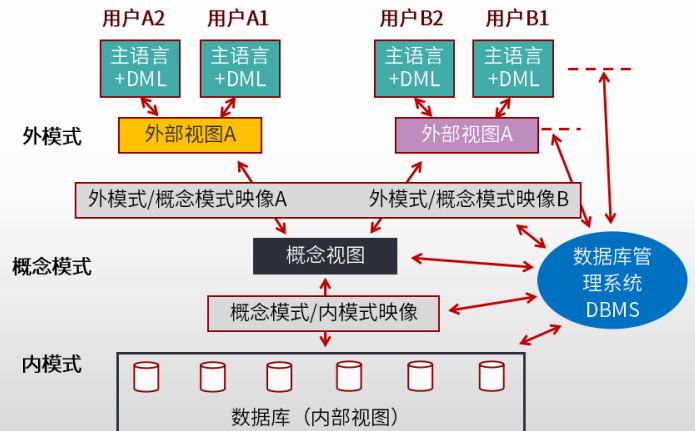 用户A2 用户A1 用户B2 用户B1
主语言
+DML
主语言
+DML
主语言
+DML
主语言
+DML
外模式
外部视图A
外部视图A
外模式/概念模式映像A
外模式/概念模式映像B
概念模式
概念视图
数据库管
理系统
DBMS
概念模式/内模式映像
内模式
数据库（内部视图）